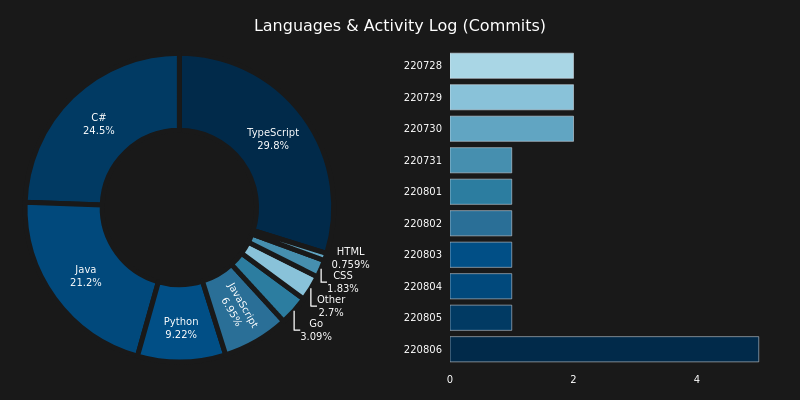 Languages & Activity Log (Commits)
TypeScript
29.8%
C#
24.5%
Java
21.2%
Python
9.22%
JavaScript
6.95%
Go
3.09%
Other
2.7%
CSS
1.83%
HTML
0.759%
220728
220729
220730
220731
220801
220802
220803
220804
220805
220806
0 2 4